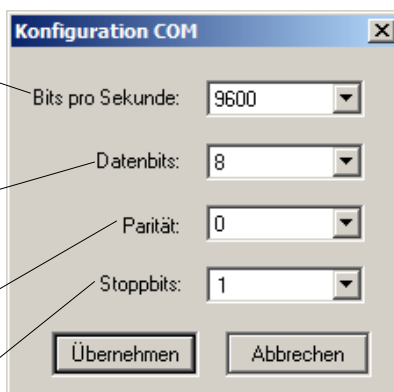 Konfiguration COM
Bits pro Sekunde: 9600
Datenbits: 8
Parität: 0
Stoppbits: 1
Übernehmen Abbrechen